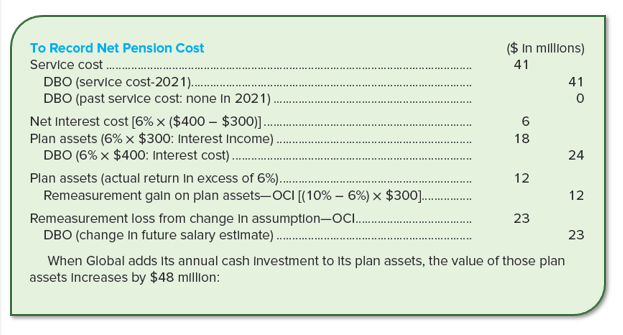 To Record Net Pension Cost ($ in millions)
Service cost 41
DBO (service cost-2021) 41
DBO (past service cost: none in 2021) 0
Net interest cost [6% × ($400 – $300)] 6
Plan assets (6% × $300: interest income) 18
DBO (6% × $400: interest cost) 24
Plan assets (actual return in excess of 6%) 12
Remeasurement gain on plan assets—OCI [(10% – 6%) × $300] 12
Remeasurement loss from change in assumption—OCI 23
DBO (change in future salary estimate) 23
When Global adds its annual cash investment to its plan assets, the value of those plan
assets increases by $48 million: